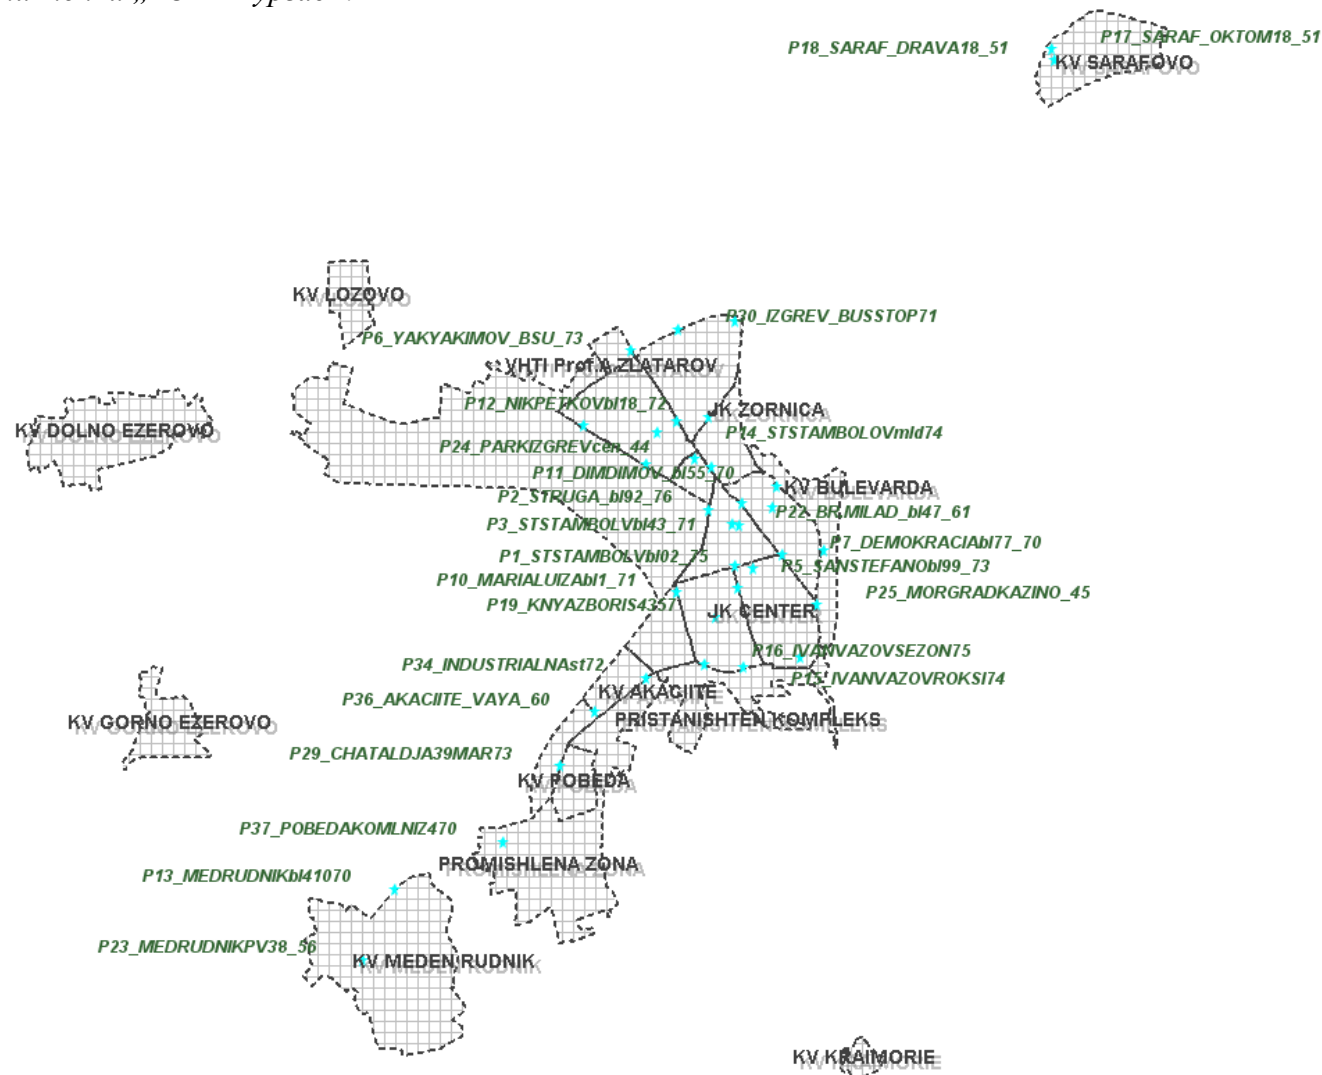 P17_SARAF_OKTOM18_51
P18_SARAF_DRAVA18_51
KV SARAFOVO
KV LOZOVO
P30_IZGREV_BUSSTOP71
P6_YAKYAKIMOV_BSU_73
VHTI Prof.A.ZLATAROV
P12_NIKPETKOVbl18_72
JK ZORNICA
KV DOLNO EZEROVO
P14_STSTAMBOLOVmld74
P24_PARKIZGREVcen_44
P11_DIMDIMOV_bl55_70
KV BULEVARDA
P2_STRUGA_bl92_76
P22_BR.MILAD_bl47_61
P3_STSTAMBOLVbl43_71
P7_DEMOKRACIAbl77_70
P1_STSTAMBOLVbl02_75
P5_SANSTEFANObl99_73
P10_MARIALUIZAbl1_71
P25_MORGRADKAZINO_45
P19_KNYAZBORIS4357
JK CENTER
P16_IVANVAZOVSEZON75
P34_INDUSTRIALNAst72
P15_IVANVAZOVROKSI74
KV AKACIITE
P36_AKACIITE_VAYA_60
PRISTANISHTEN KOMPLEKS
KV GORNO EZEROVO
P29_CHATALDJA39MAR73
KV POBEDA
P37_POBEDAKOMLNIZ470
PROMISHLENA ZONA
P13_MEDRUDNIKbl41070
P23_MEDRUDNIKPV38_56
KV MEDEN RUDNIK
KV KRAIMORIE